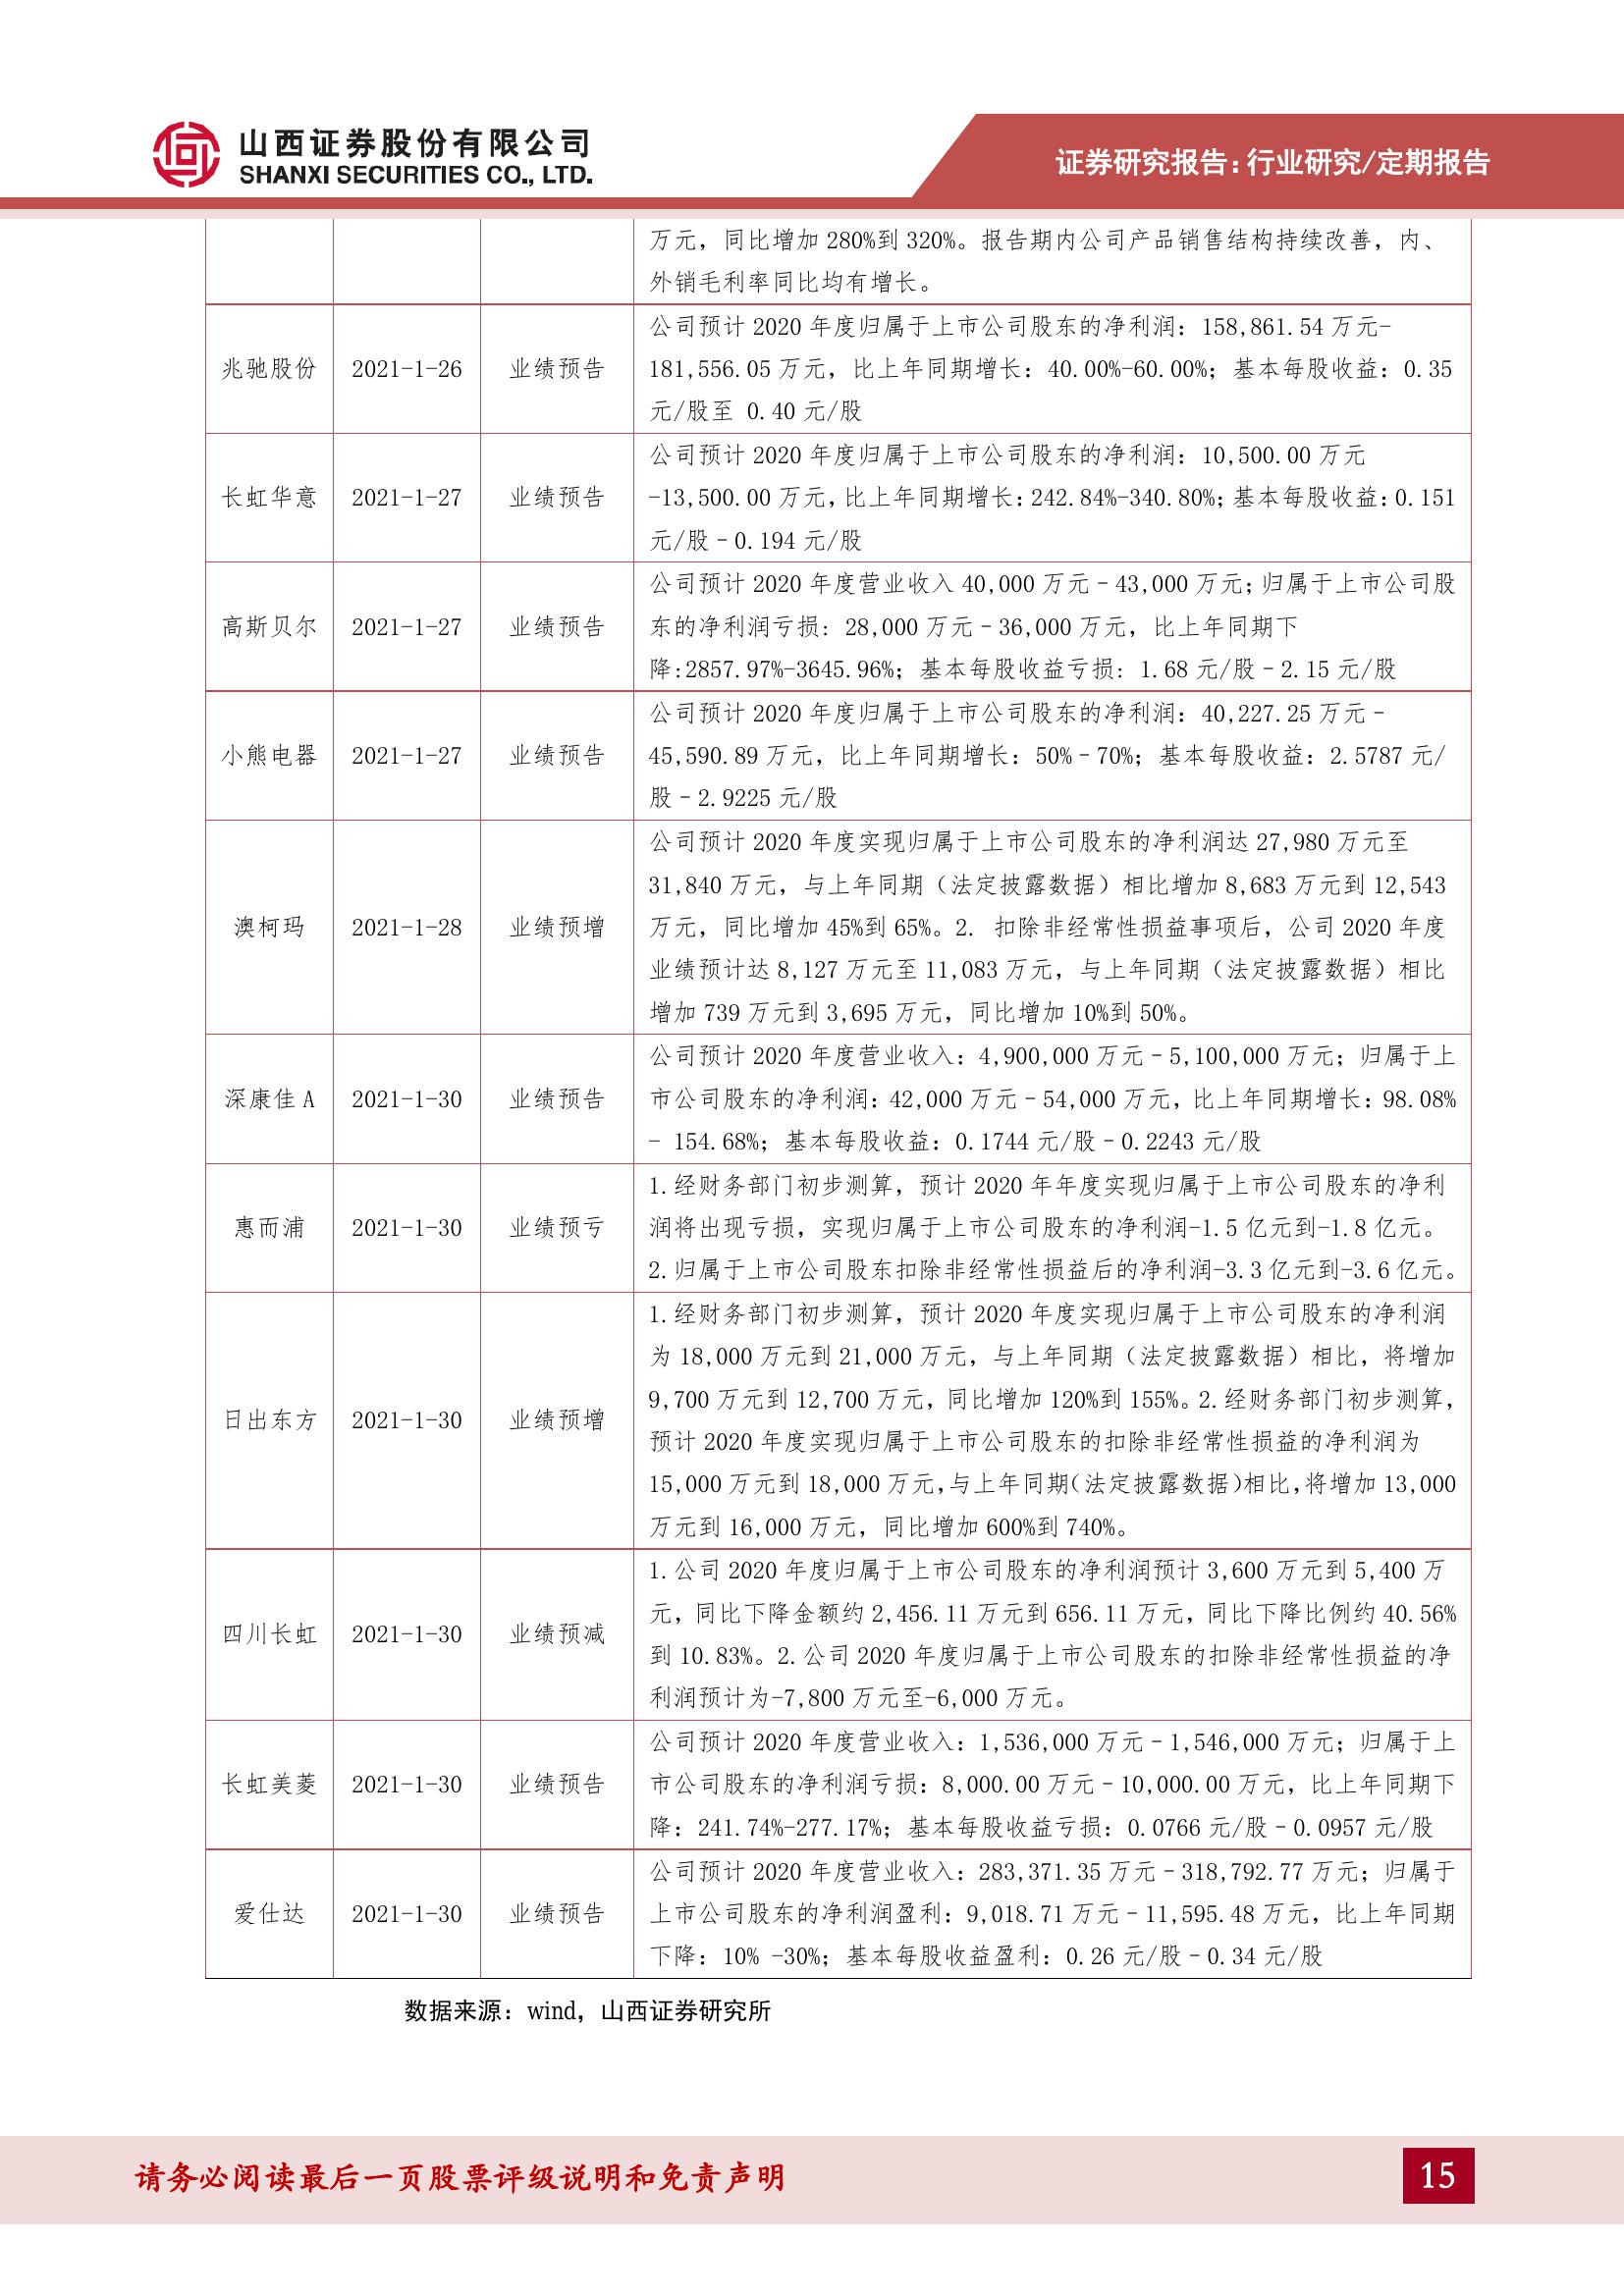 山西证券股份有限公司
SHANXI SECURITIES CO., LTD.
证券研究报告:行业研究/定期报告
万元，同比增加 280%到 320%。报告期内公司产品销售结构持续改善，内、
外销毛利率同比均有增长。
兆驰股份 2021-1-26 业绩预告
公司预计 2020 年度归属于上市公司股东的净利润：158,861.54 万元-
181,556.05 万元，比上年同期增长：40.00%-60.00%；基本每股收益：0.35
元/股至 0.40 元/股
长虹华意 2021-1-27 业绩预告
公司预计 2020 年度归属于上市公司股东的净利润：10,500.00 万元
-13,500.00 万元，比上年同期增长：242.84%-340.80%；基本每股收益：0.151
元/股–0.194 元/股
高斯贝尔 2021-1-27 业绩预告
公司预计 2020 年度营业收入 40,000 万元–43,000 万元；归属于上市公司股
东的净利润亏损：28,000 万元–36,000 万元，比上年同期下
降:2857.97%-3645.96%；基本每股收益亏损：1.68 元/股–2.15 元/股
小熊电器 2021-1-27 业绩预告
公司预计 2020 年度归属于上市公司股东的净利润：40,227.25 万元–
45,590.89 万元，比上年同期增长：50%–70%；基本每股收益：2.5787 元/
股–2.9225 元/股
澳柯玛 2021-1-28 业绩预增
公司预计 2020 年度实现归属于上市公司股东的净利润达 27,980 万元至
31,840 万元，与上年同期（法定披露数据）相比增加 8,683 万元到 12,543
万元，同比增加 45%到 65%。2. 扣除非经常性损益事项后，公司 2020 年度
业绩预计达 8,127 万元至 11,083 万元，与上年同期（法定披露数据）相比
增加 739 万元到 3,695 万元，同比增加 10%到 50%。
深康佳 A 2021-1-30 业绩预告
公司预计 2020 年度营业收入：4,900,000 万元–5,100,000 万元；归属于上
市公司股东的净利润：42,000 万元–54,000 万元，比上年同期增长：98.08%
- 154.68%；基本每股收益：0.1744 元/股–0.2243 元/股
惠而浦 2021-1-30 业绩预亏
1.经财务部门初步测算，预计 2020 年年度实现归属于上市公司股东的净利
润将出现亏损，实现归属于上市公司股东的净利润-1.5 亿元到-1.8 亿元。
2.归属于上市公司股东扣除非经常性损益后的净利润-3.3 亿元到-3.6 亿元。
日出东方 2021-1-30 业绩预增
1.经财务部门初步测算，预计 2020 年度实现归属于上市公司股东的净利润
为 18,000 万元到 21,000 万元，与上年同期（法定披露数据）相比，将增加
9,700 万元到 12,700 万元，同比增加 120%到 155%。2.经财务部门初步测算，
预计 2020 年度实现归属于上市公司股东的扣除非经常性损益的净利润为
15,000 万元到 18,000 万元，与上年同期（法定披露数据）相比，将增加 13,000
万元到 16,000 万元，同比增加 600%到 740%。
四川长虹 2021-1-30 业绩预减
1.公司 2020 年度归属于上市公司股东的净利润预计 3,600 万元到 5,400 万
元，同比下降金额约 2,456.11 万元到 656.11 万元，同比下降比例约 40.56%
到 10.83%。2.公司 2020 年度归属于上市公司股东的扣除非经常性损益的净
利润预计为-7,800 万元至-6,000 万元。
长虹美菱 2021-1-30 业绩预告
公司预计 2020 年度营业收入：1,536,000 万元–1,546,000 万元；归属于上
市公司股东的净利润亏损：8,000.00 万元–10,000.00 万元，比上年同期下
降：241.74%-277.17%；基本每股收益亏损：0.0766 元/股–0.0957 元/股
爱仕达 2021-1-30 业绩预告
公司预计 2020 年度营业收入：283,371.35 万元–318,792.77 万元；归属于
上市公司股东的净利润盈利：9,018.71 万元–11,595.48 万元，比上年同期
下降：10% -30%；基本每股收益盈利：0.26 元/股–0.34 元/股
数据来源：wind，山西证券研究所
请务必阅读最后一页股票评级说明和免责声明
15